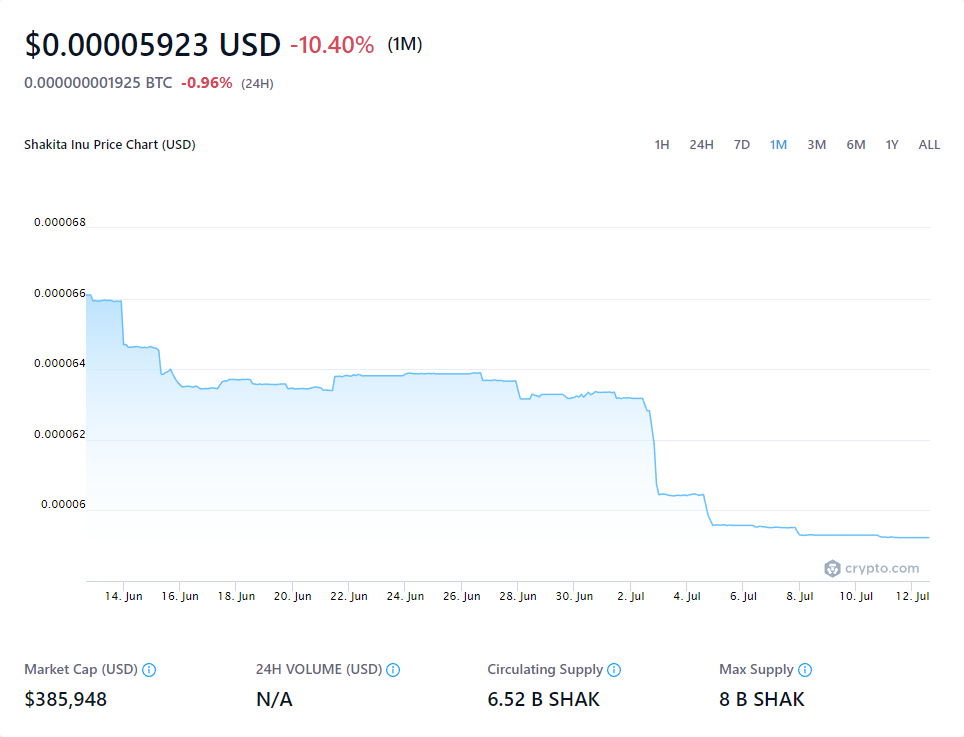 $0.00005923 USD -10.40% (1M)
0.000000001925 BTC -0.96% (24H)
Shakita Inu Price Chart (USD) 1H 24H 7D 1M 3M 6M 1Y ALL
0.000068
0.000066
0.000064
0.000062
0.00006
crypto.com
14. Jun 16. Jun 18. Jun 20. Jun 22. Jun 24. Jun 26. Jun 28. Jun 30. Jun 2. Jul 4. Jul 6. Jul 8. Jul 10. Jul 12. Jul
Market Cap (USD) 24H VOLUME (USD) Circulating Supply Max Supply
$385,948 N/A 6.52 B SHAK 8 B SHAK